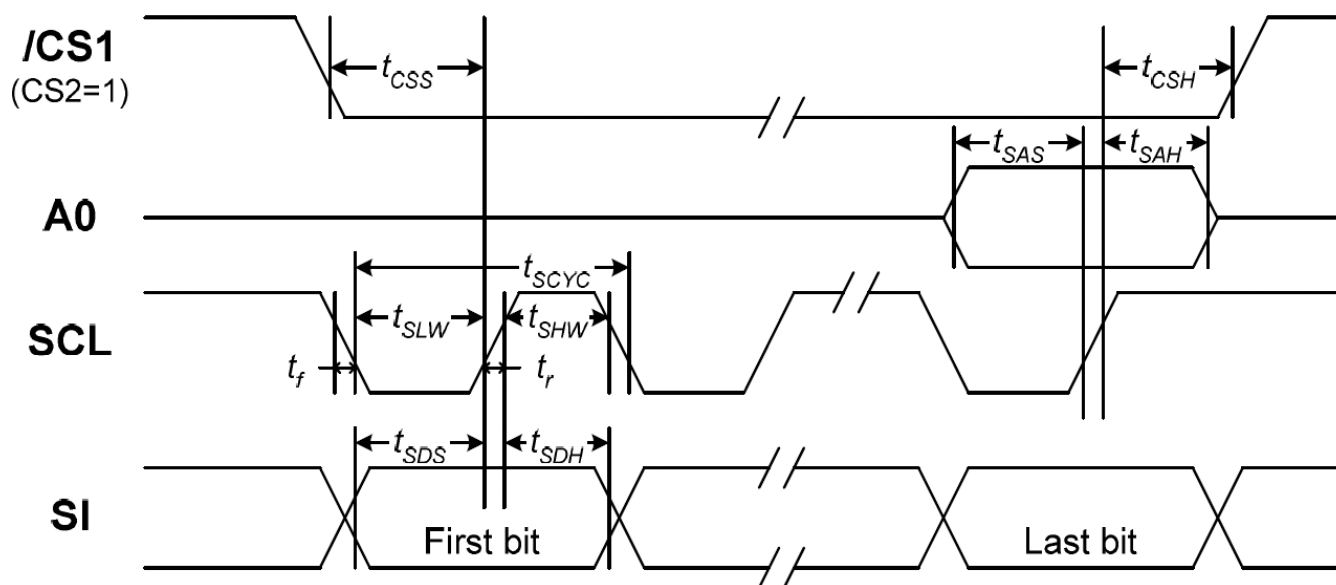 /CS1
(CS2=1)
tCSS
tCSH
tSAS
tSAH
A0
tSCYC
SCL
tSLW
tSHW
tf
tr
tSDS
tSDH
SI
First bit
Last bit